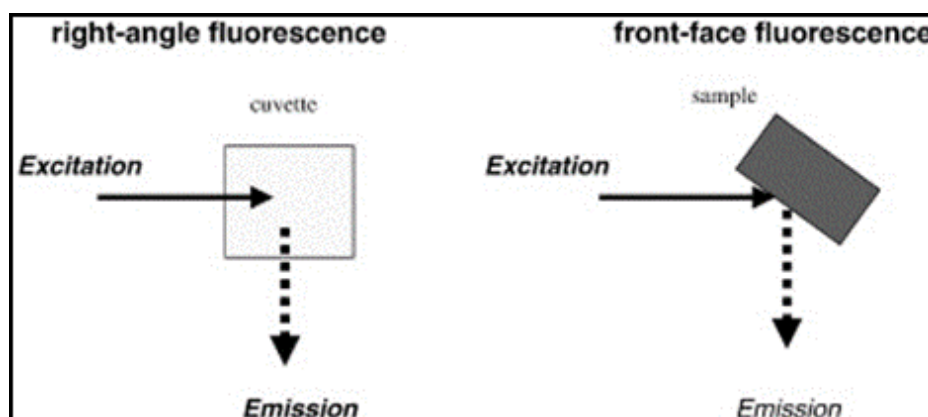 right-angle fluorescence
front-face fluorescence
cuvette
sample
Excitation
Excitation
Emission
Emission